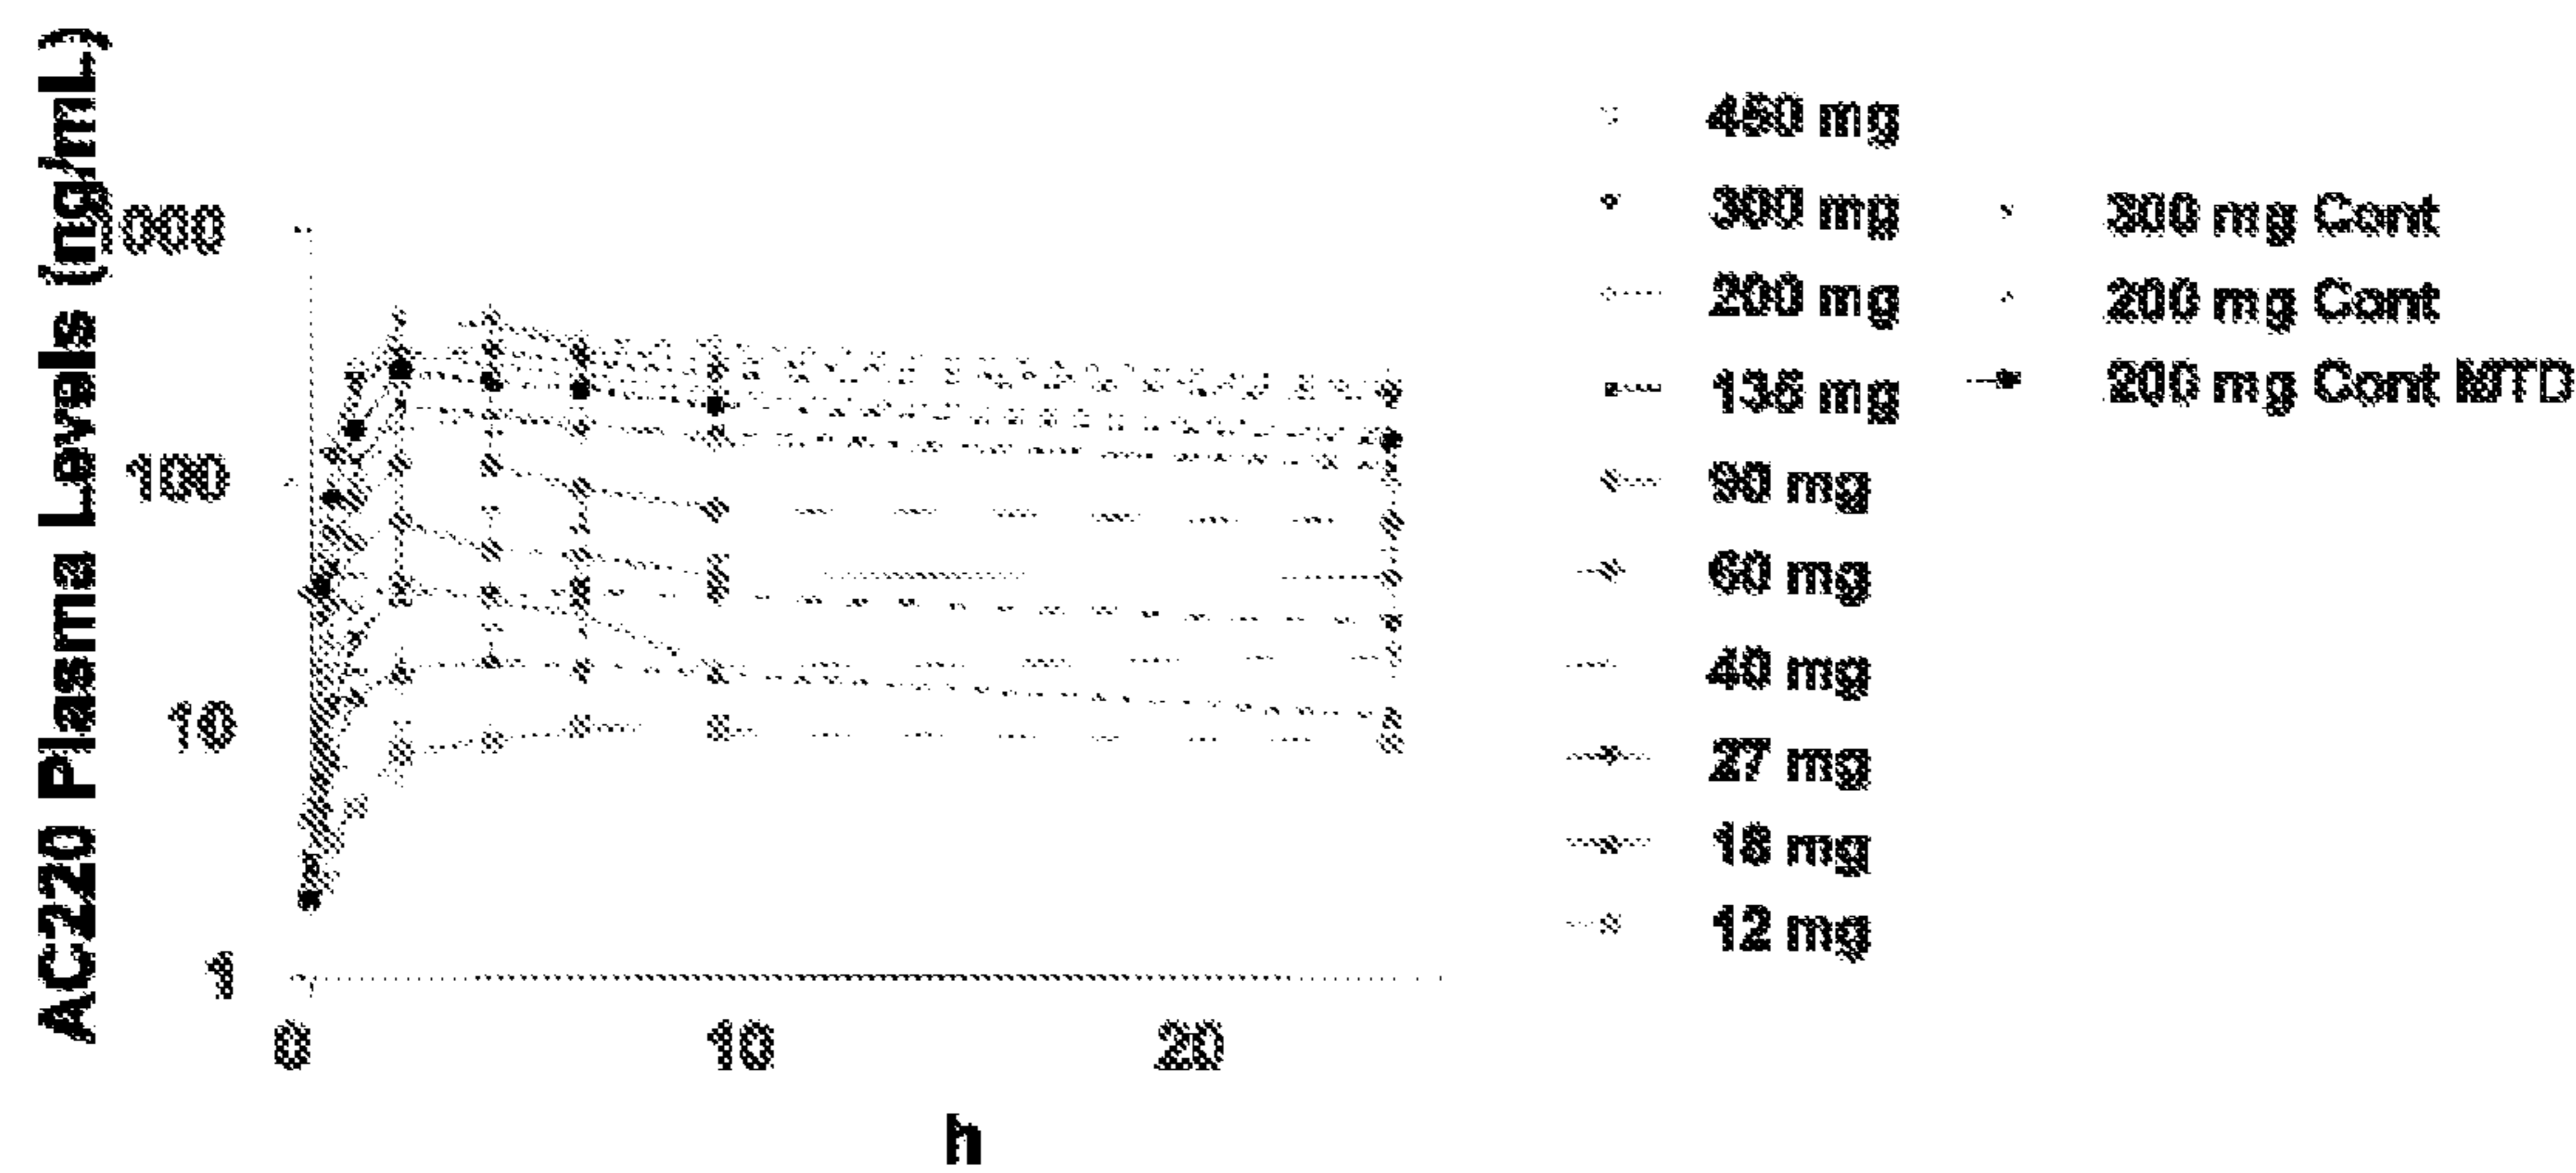 AC220 Plasma Levels (ng/mL)
1000
100
10
1
0
10
20
h
450 mg
300 mg
200 mg
135 mg
90 mg
60 mg
40 mg
27 mg
18 mg
12 mg
300 mg Cont
200 mg Cont
200 mg Cont MTD